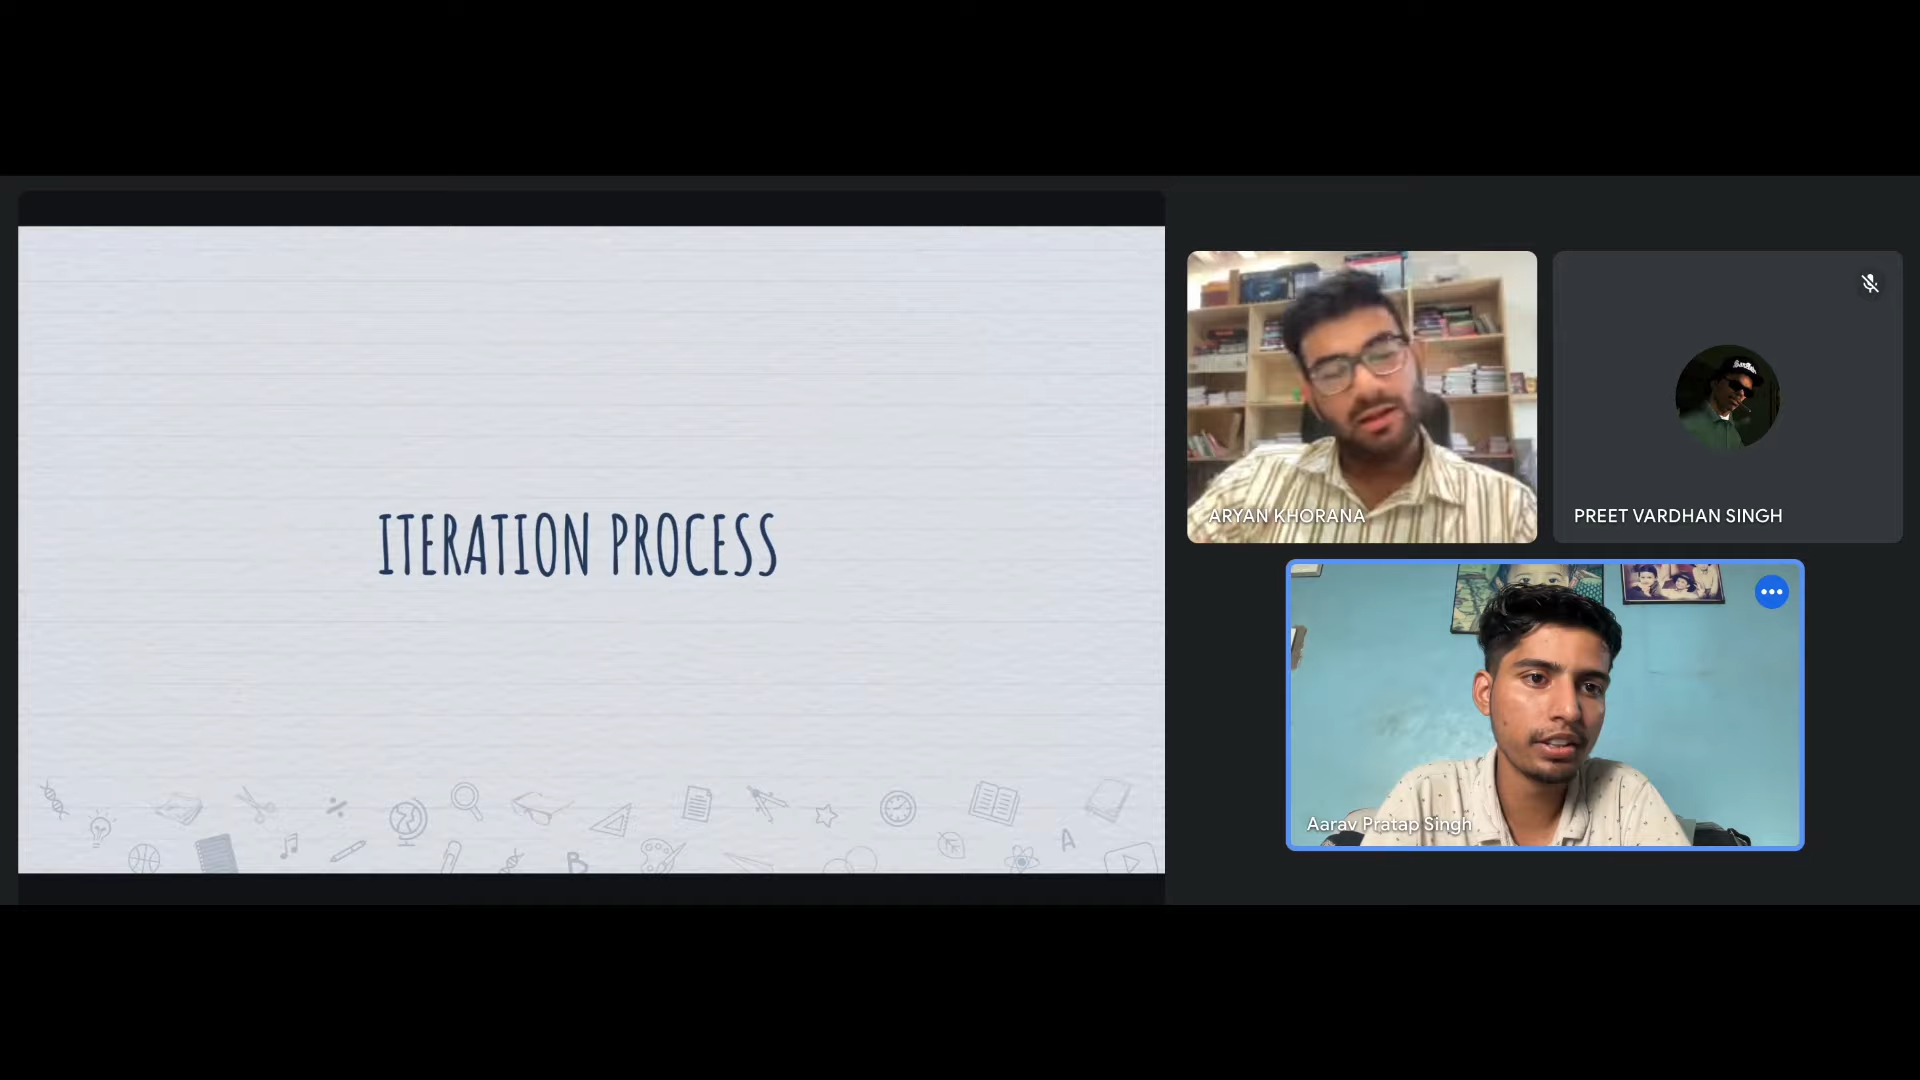 ITERATION PROCESS
ARYAN KHORANA
PREET VARDHAN SINGH
Aarav Pratap Singh
B
A